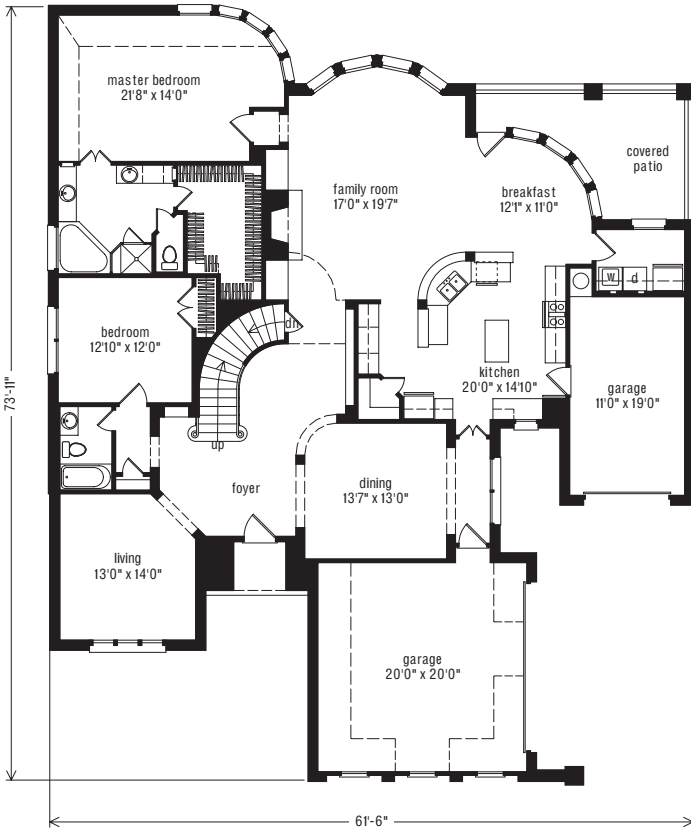 master bedroom
21'8" x 14'0"
covered
patio
family room
17'0" x 19'7"
breakfast
12'1" x 11'0"
w
d
dn
bedroom
12'10" x 12'0"
kitchen
20'0" x 14'10"
garage
11'0" x 19'0"
73'-11"
up
foyer
dining
13'7" x 13'0"
living
13'0" x 14'0"
garage
20'0" x 20'0"
61'-6"